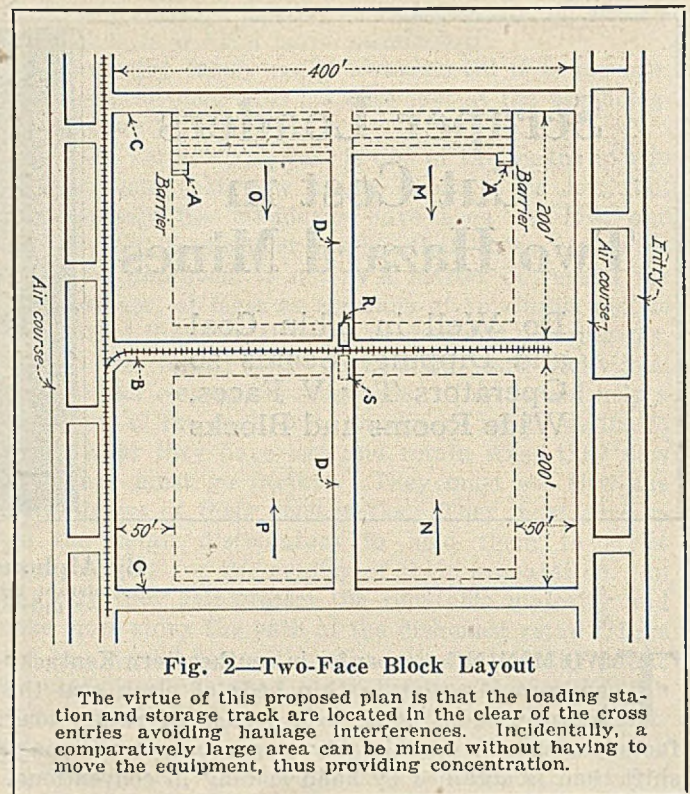 400'
C
A
Barrier
O
D
M
A
Barrier
200'
Air course
Entry
R
Air course
B
S
D
200'
50'
P
N
50'
C
Fig. 2—Two-Face Block Layout
The virtue of this proposed plan is that the loading sta-
tion and storage track are located in the clear of the cross
entries avoiding haulage interferences. Incidentally, a
comparatively large area can be mined without having to
move the equipment, thus providing concentration.